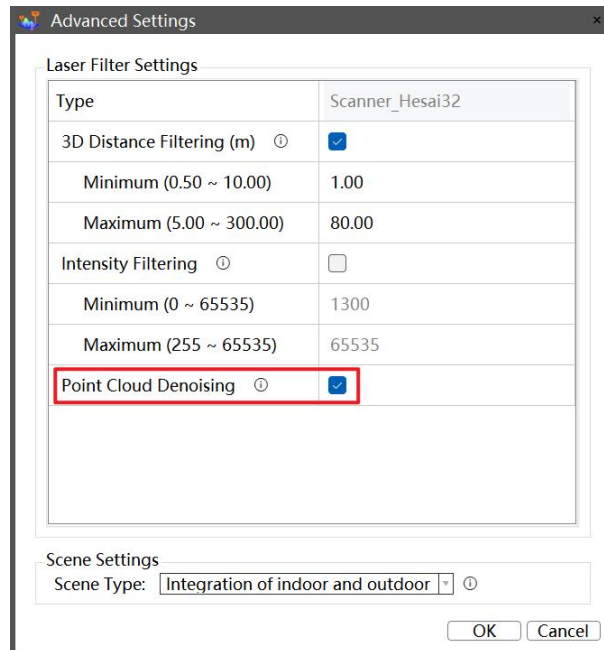 Advanced Settings
Laser Filter Settings
Type Scanner_Hesai32
3D Distance Filtering (m)
Minimum (0.50 ~ 10.00) 1.00
Maximum (5.00 ~ 300.00) 80.00
Intensity Filtering
Minimum (0 ~ 65535) 1300
Maximum (255 ~ 65535) 65535
Point Cloud Denoising
Scene Settings
Scene Type: Integration of indoor and outdoor
OK Cancel